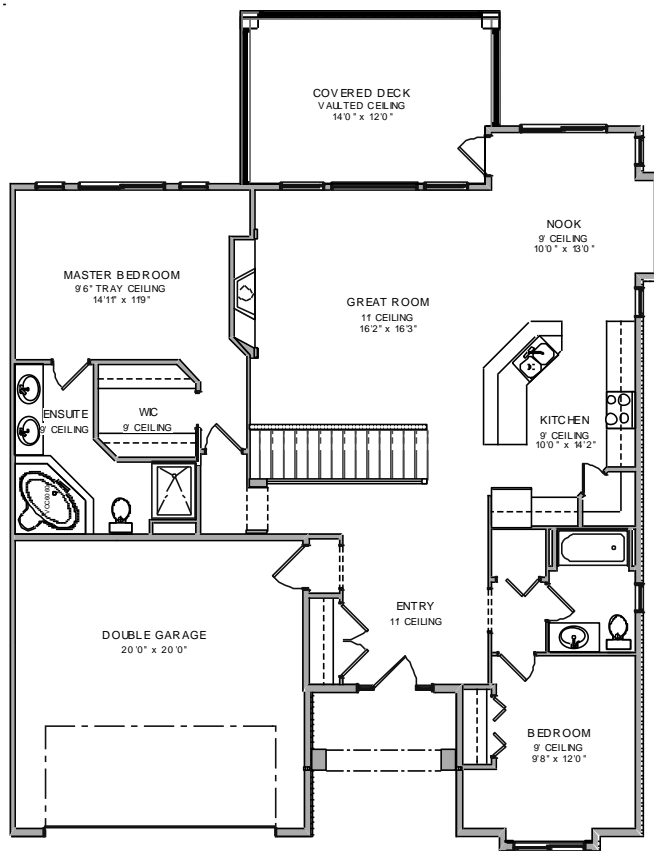 COVERED DECK
VAULTED CEILING
14'0" x 12'0"
NOOK
9' CEILING
10'0" x 13'0"
MASTER BEDROOM
9'6" TRAY CEILING
14'11" x 11'9"
GREAT ROOM
11' CEILING
16'2" x 16'3"
ENSUITE
9' CEILING
WIC
9' CEILING
KITCHEN
9' CEILING
10'0" x 14'2"
ENTRY
11' CEILING
DOUBLE GARAGE
20'0" x 20'0"
BEDROOM
9' CEILING
9'8" x 12'0"